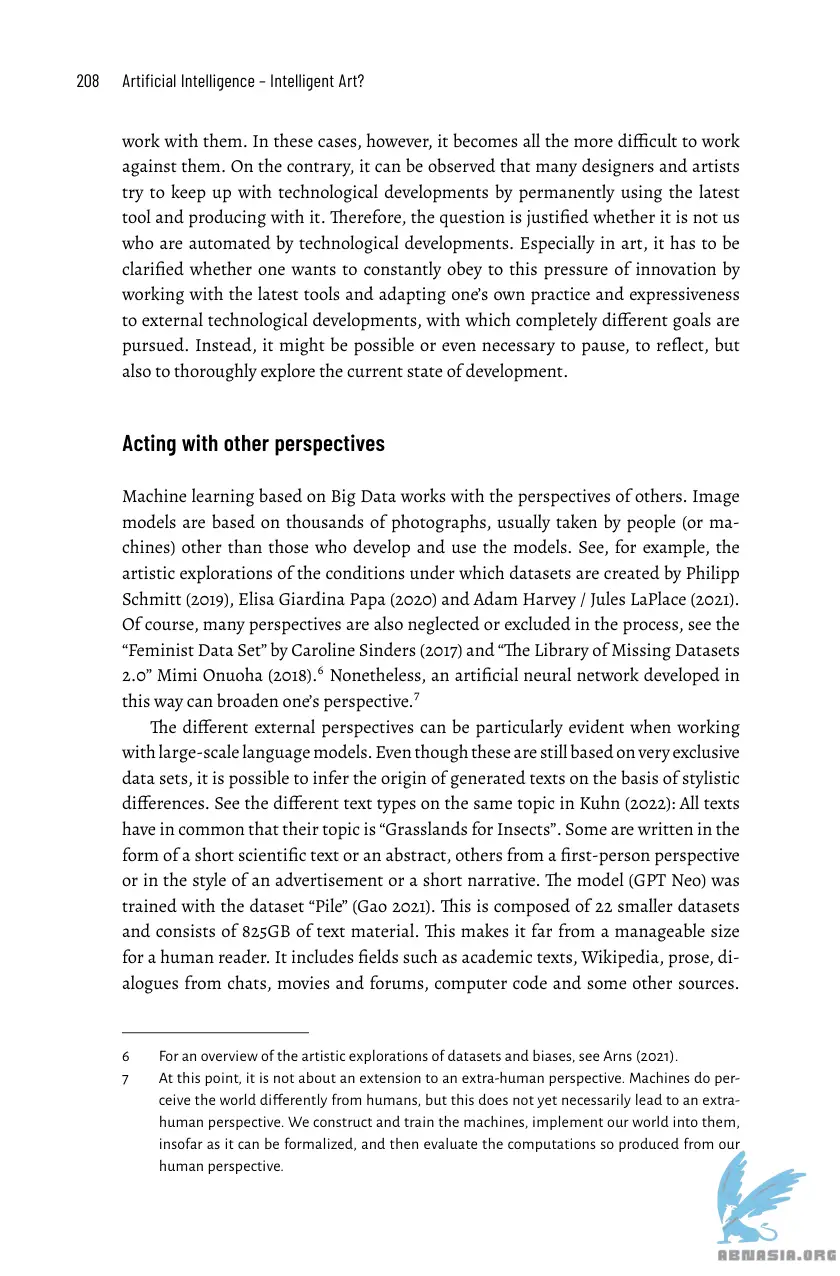 208 Artificial Intelligence – Intelligent Art?
work with them. In these cases, however, it becomes all the more difficult to work
against them. On the contrary, it can be observed that many designers and artists
try to keep up with technological developments by permanently using the latest
tool and producing with it. Therefore, the question is justified whether it is not us
who are automated by technological developments. Especially in art, it has to be
clarified whether one wants to constantly obey to this pressure of innovation by
working with the latest tools and adapting one’s own practice and expressiveness
to external technological developments, with which completely different goals are
pursued. Instead, it might be possible or even necessary to pause, to reflect, but
also to thoroughly explore the current state of development.
Acting with other perspectives
Machine learning based on Big Data works with the perspectives of others. Image
models are based on thousands of photographs, usually taken by people (or ma-
chines) other than those who develop and use the models. See, for example, the
artistic explorations of the conditions under which datasets are created by Philipp
Schmitt (2019), Elisa Giardina Papa (2020) and Adam Harvey / Jules LaPlace (2021).
Of course, many perspectives are also neglected or excluded in the process, see the
“Feminist Data Set” by Caroline Sinders (2017) and “The Library of Missing Datasets
2.0” Mimi Onuoha (2018).⁶ Nonetheless, an artificial neural network developed in
this way can broaden one’s perspective.⁷
The different external perspectives can be particularly evident when working
with large-scale language models. Even though these are still based on very exclusive
data sets, it is possible to infer the origin of generated texts on the basis of stylistic
differences. See the different text types on the same topic in Kuhn (2022): All texts
have in common that their topic is “Grasslands for Insects”. Some are written in the
form of a short scientific text or an abstract, others from a first-person perspective
or in the style of an advertisement or a short narrative. The model (GPT Neo) was
trained with the dataset “Pile” (Gao 2021). This is composed of 22 smaller datasets
and consists of 825GB of text material. This makes it far from a manageable size
for a human reader. It includes fields such as academic texts, Wikipedia, prose, di-
alogues from chats, movies and forums, computer code and some other sources.
6 For an overview of the artistic explorations of datasets and biases, see Arns (2021).
7 At this point, it is not about an extension to an extra-human perspective. Machines do per-
ceive the world differently from humans, but this does not yet necessarily lead to an extra-
human perspective. We construct and train the machines, implement our world into them,
insofar as it can be formalized, and then evaluate the computations so produced from our
human perspective.
ABNASIA.ORG